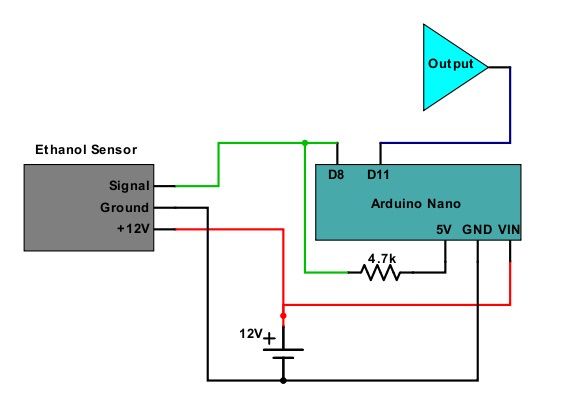 Output
Ethanol Sensor
Signal
Ground
+12V
D8 D11
Arduino Nano
5V GND VIN
4.7k
12V +